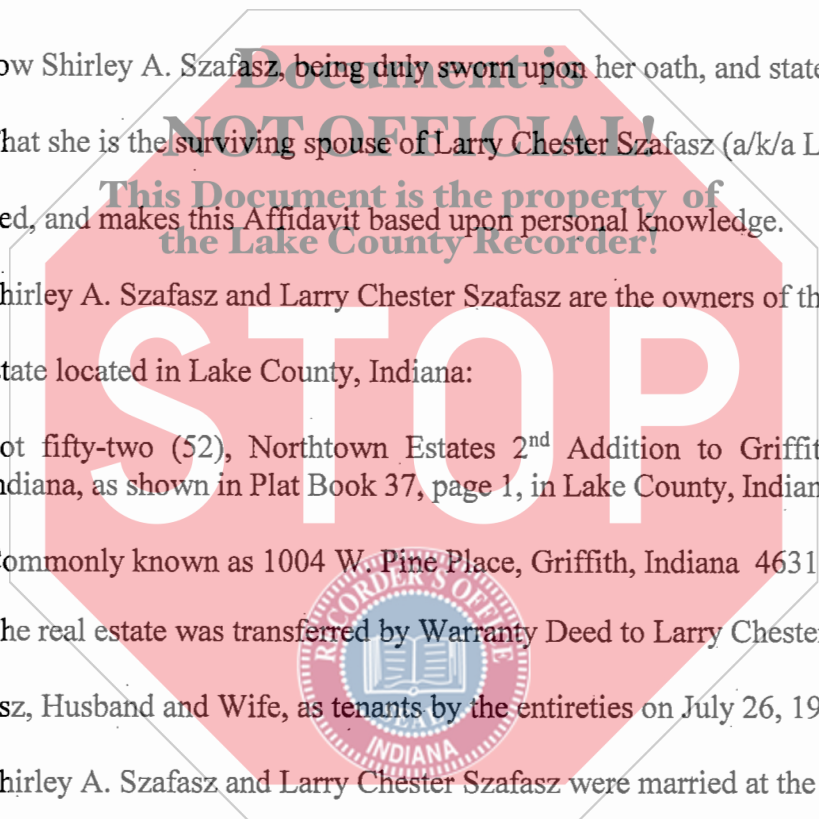 Document is
ow Shirley A. Szafasz, being duly sworn upon her oath, and state
NOT OFFICIAL!
hat she is the surviving spouse of Larry Chester Szafasz (a/k/a L
This Document is the property of
ed, and makes this Affidavit based upon personal knowledge.
the Lake County Recorder!
hirley A. Szafasz and Larry Chester Szafasz are the owners of th
STOP
tate located in Lake County, Indiana:
ot fifty-two (52), Northtown Estates 2nd Addition to Griffit
ndiana, as shown in Plat Book 37, page 1, in Lake County, Indian
ommonly known as 1004 W. Pine Place, Griffith, Indiana 4631
RECORDER'S OFFICE
he real estate was transferred by Warranty Deed to Larry Chester
sz, Husband and Wife, as tenants by the entireties on July 26, 19
SEAL
INDIANA
hirley A. Szafasz and Larry Chester Szafasz were married at the